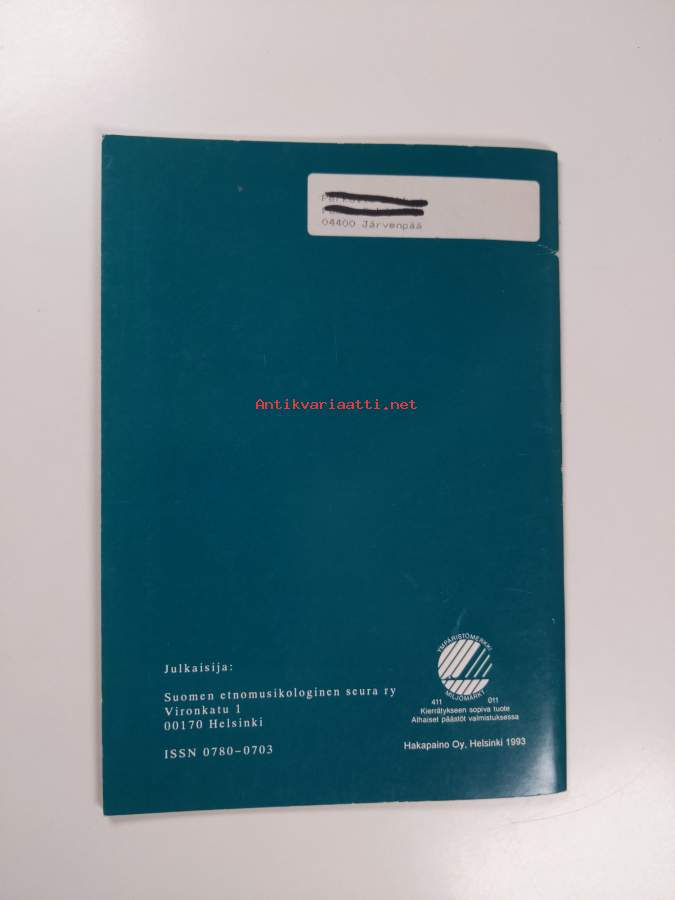 04400 Järvenpää
Antikvariaatti.net
Julkaisija:
Suomen etnomusikologinen seura ry
Vironkatu 1
00170 Helsinki
ISSN 0780-0703
YMPÄRISTÖMERKKI
MILJÖMÄRKT
411 011
Kierrätykseen sopiva tuote
Alhaiset päästöt valmistuksessa
Hakapaino Oy, Helsinki 1993